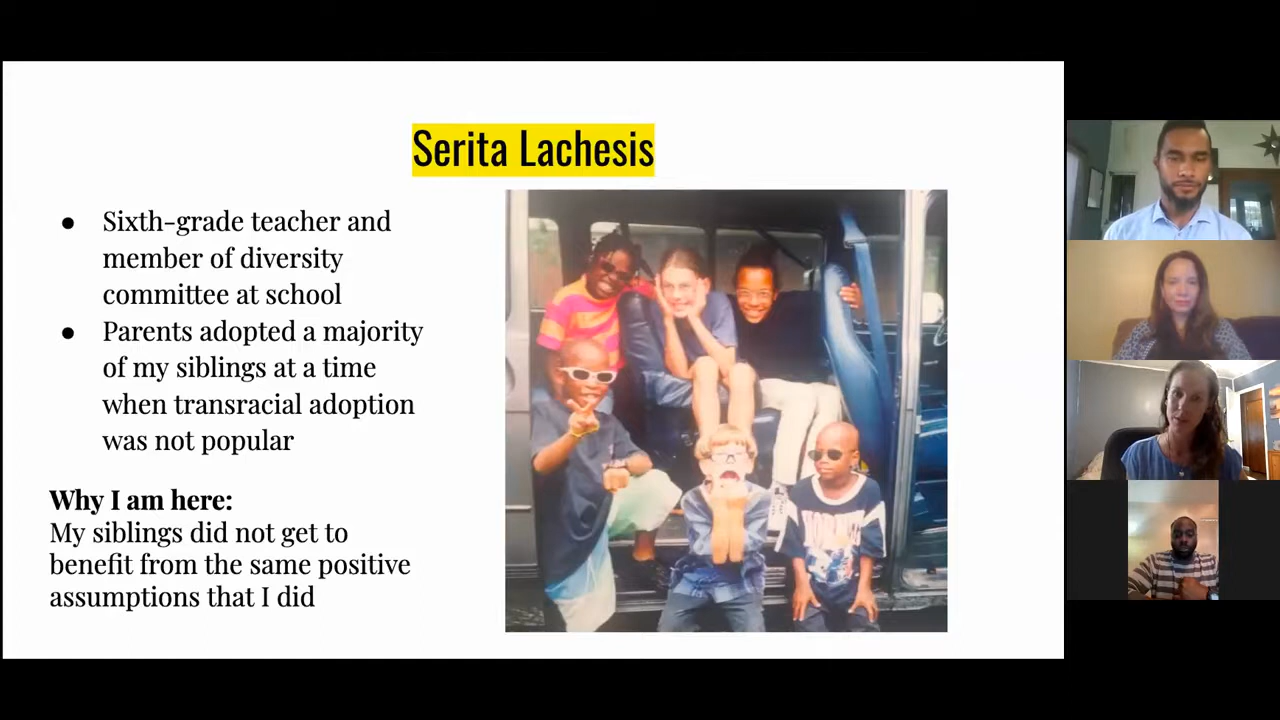 Serita Lachesis
● Sixth-grade teacher and
member of diversity
committee at school
● Parents adopted a majority
of my siblings at a time
when transracial adoption
was not popular
Why I am here:
My siblings did not get to
benefit from the same positive
assumptions that I did